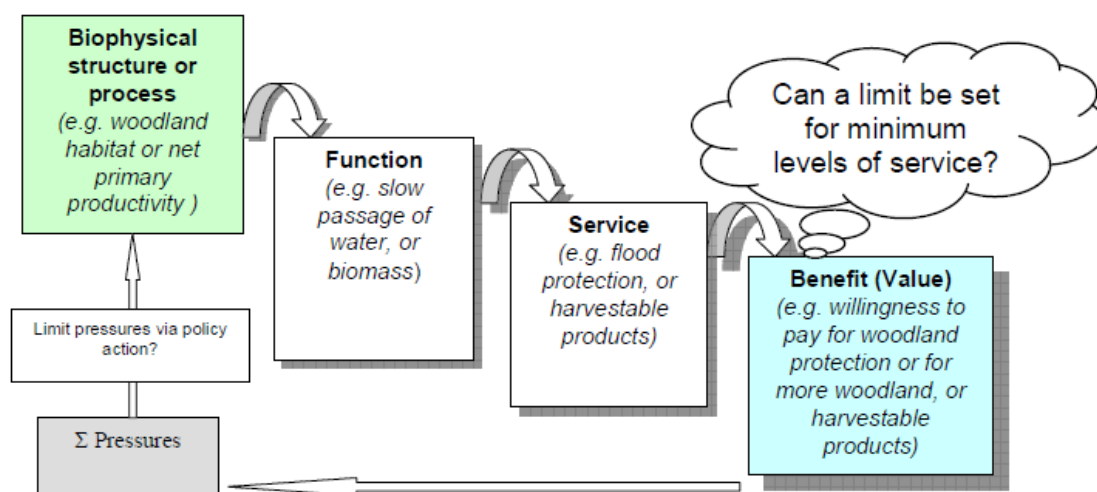 Biophysical
structure or
process
(e.g. woodland
habitat or net
primary
productivity )
Function
(e.g. slow
passage of
water, or
biomass)
Service
(e.g. flood
protection, or
harvestable
products)
Can a limit be set
for minimum
levels of service?
Benefit (Value)
(e.g. willingness to
pay for woodland
protection or for
more woodland, or
harvestable
products)
Limit pressures via policy
action?
Σ Pressures